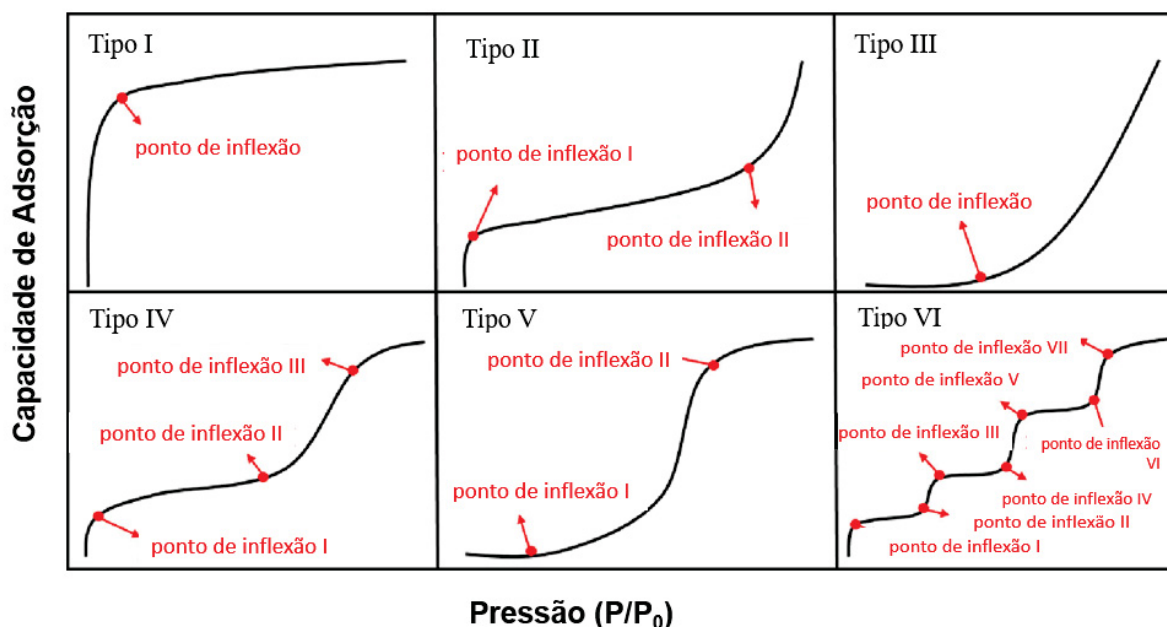 Capacidade de Adsorção
Tipo I
ponto de inflexão
Tipo II
ponto de inflexão I
ponto de inflexão II
Tipo III
ponto de inflexão
Tipo IV
ponto de inflexão III
ponto de inflexão II
ponto de inflexão I
Tipo V
ponto de inflexão II
ponto de inflexão I
Tipo VI
ponto de inflexão VII
ponto de inflexão V
ponto de inflexão III
ponto de inflexão
VI
ponto de inflexão IV
ponto de inflexão II
ponto de inflexão I
Pressão (P/P₀)